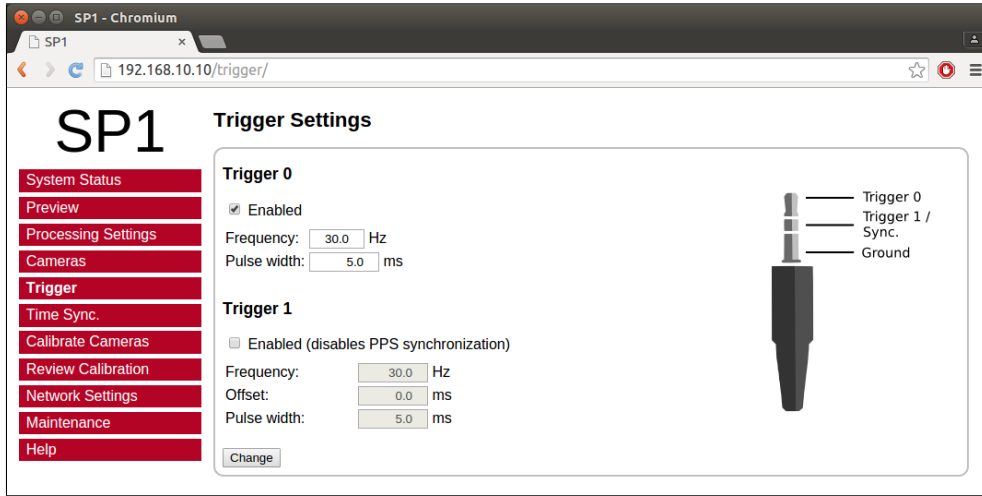 SP1 - Chromium
SP1
192.168.10.10/trigger/
SP1
System Status
Preview
Processing Settings
Cameras
Trigger
Time Sync.
Calibrate Cameras
Review Calibration
Network Settings
Maintenance
Help
Trigger Settings
Trigger 0
Enabled
Frequency: 30.0 Hz
Pulse width: 5.0 ms
Trigger 1
Enabled (disables PPS synchronization)
Frequency: 30.0 Hz
Offset: 0.0 ms
Pulse width: 5.0 ms
Change
Trigger 0
Trigger 1 /
Sync.
Ground